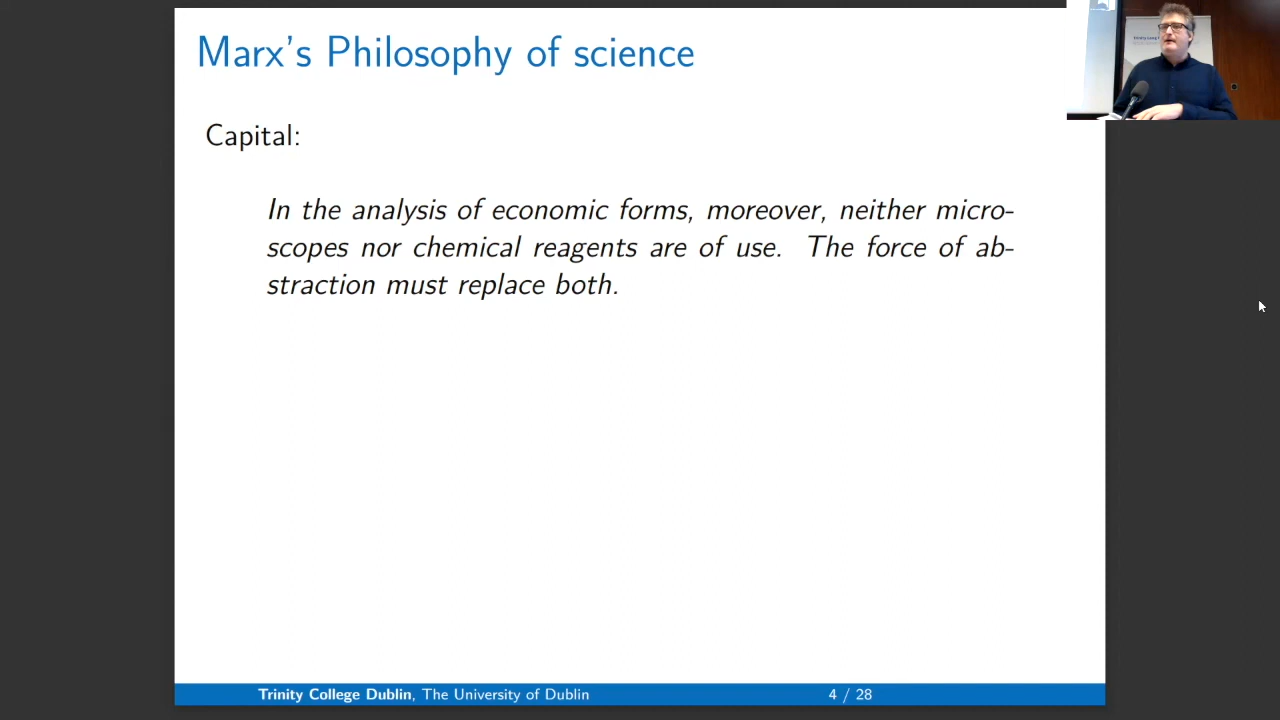 Marx's Philosophy of science
Capital:
In the analysis of economic forms, moreover, neither micro-
scopes nor chemical reagents are of use. The force of ab-
straction must replace both.
Trinity College Dublin, The University of Dublin
4 / 28